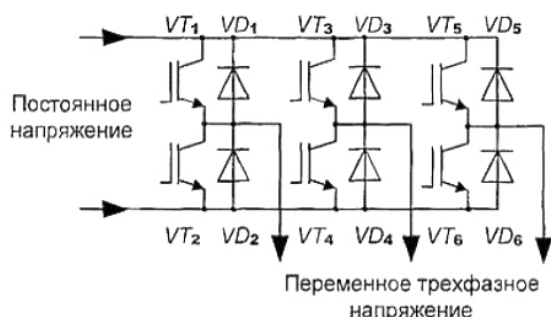 VT1 VD1 VT3 VD3 VT5 VD5
Постоянное
напряжение
VT2 VD2 VT4 VD4 VT6 VD6
Переменное трехфазное
напряжение